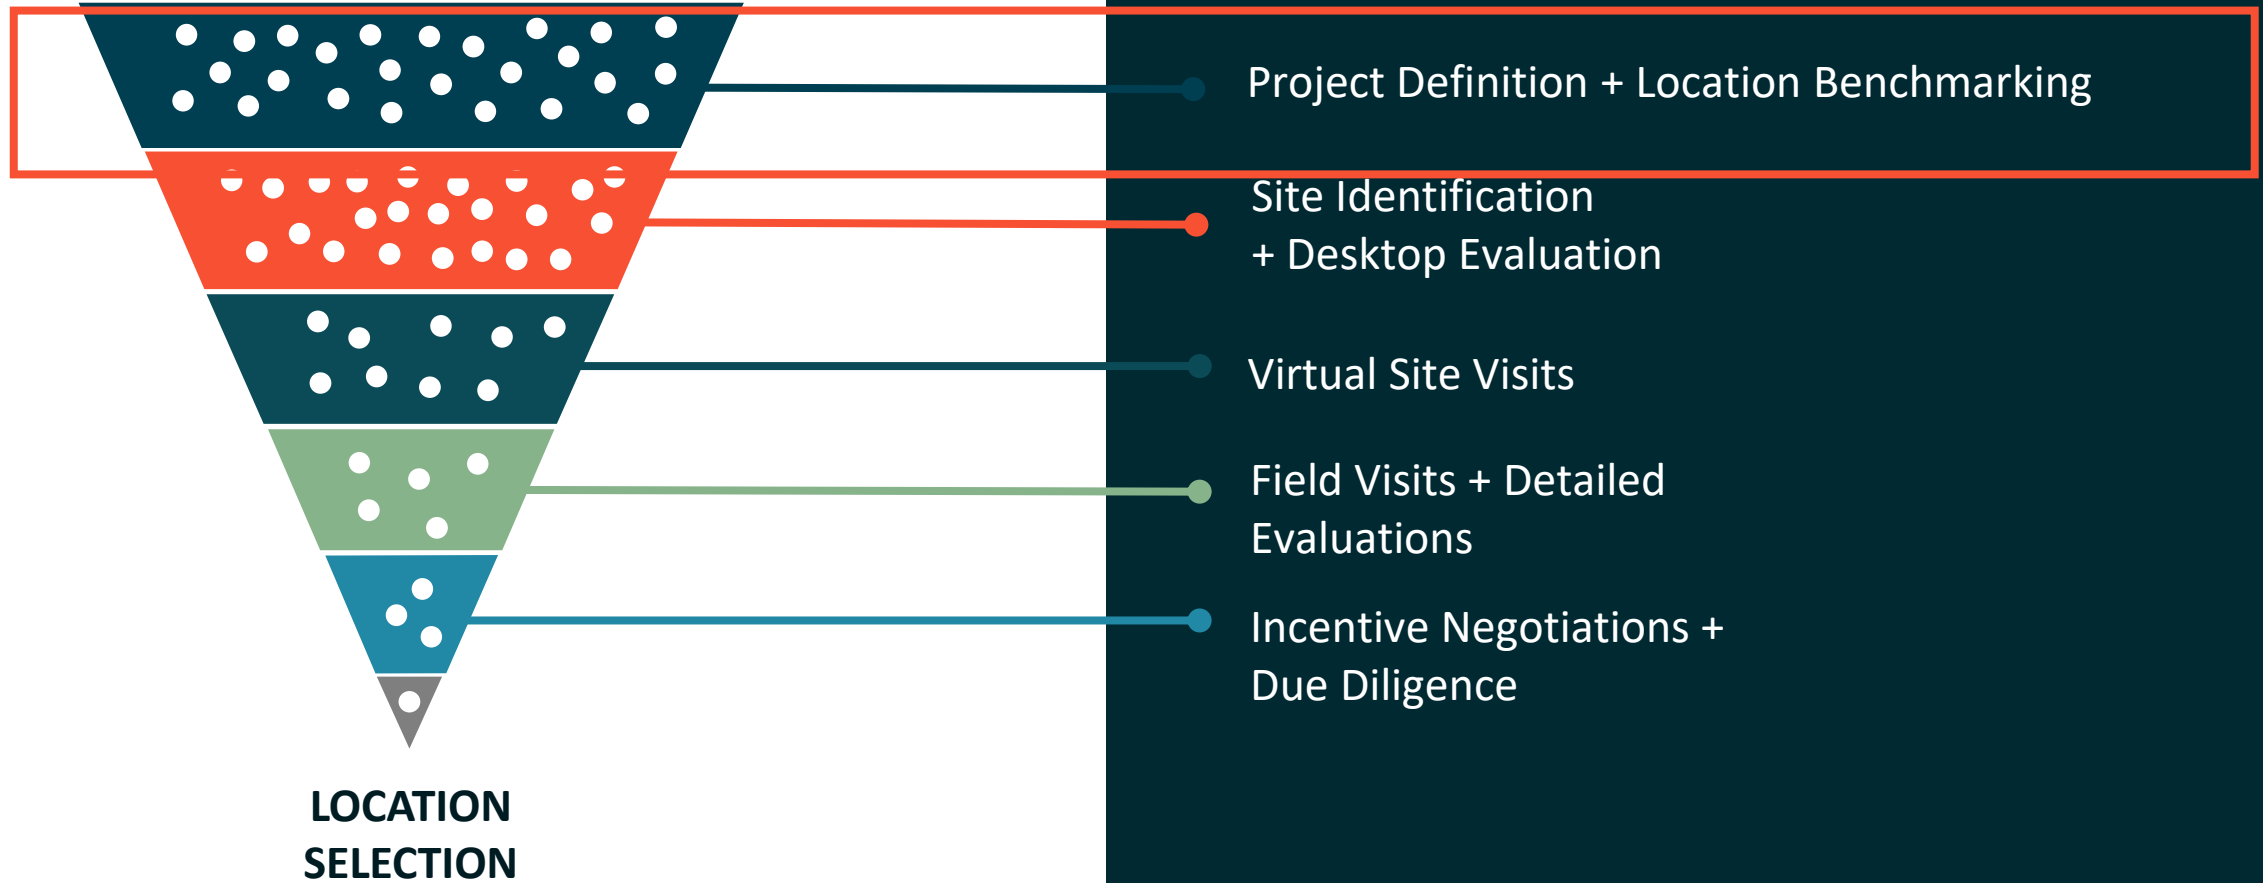 Project Definition + Location Benchmarking
Site Identification
+ Desktop Evaluation
Virtual Site Visits
Field Visits + Detailed
Evaluations
Incentive Negotiations +
Due Diligence
LOCATION
SELECTION